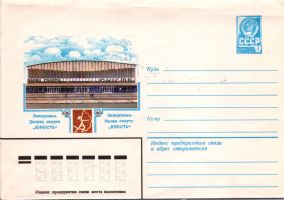 СССР
Куда
Запорожье.
Дворец спорта
„ЮНОСТЬ“
Запоріжжя.
Палац спорту
„ЮНІСТЬ“
Кому
Индекс предприятия связи
и адрес отправителя
Индекс предприятия связи места назначения